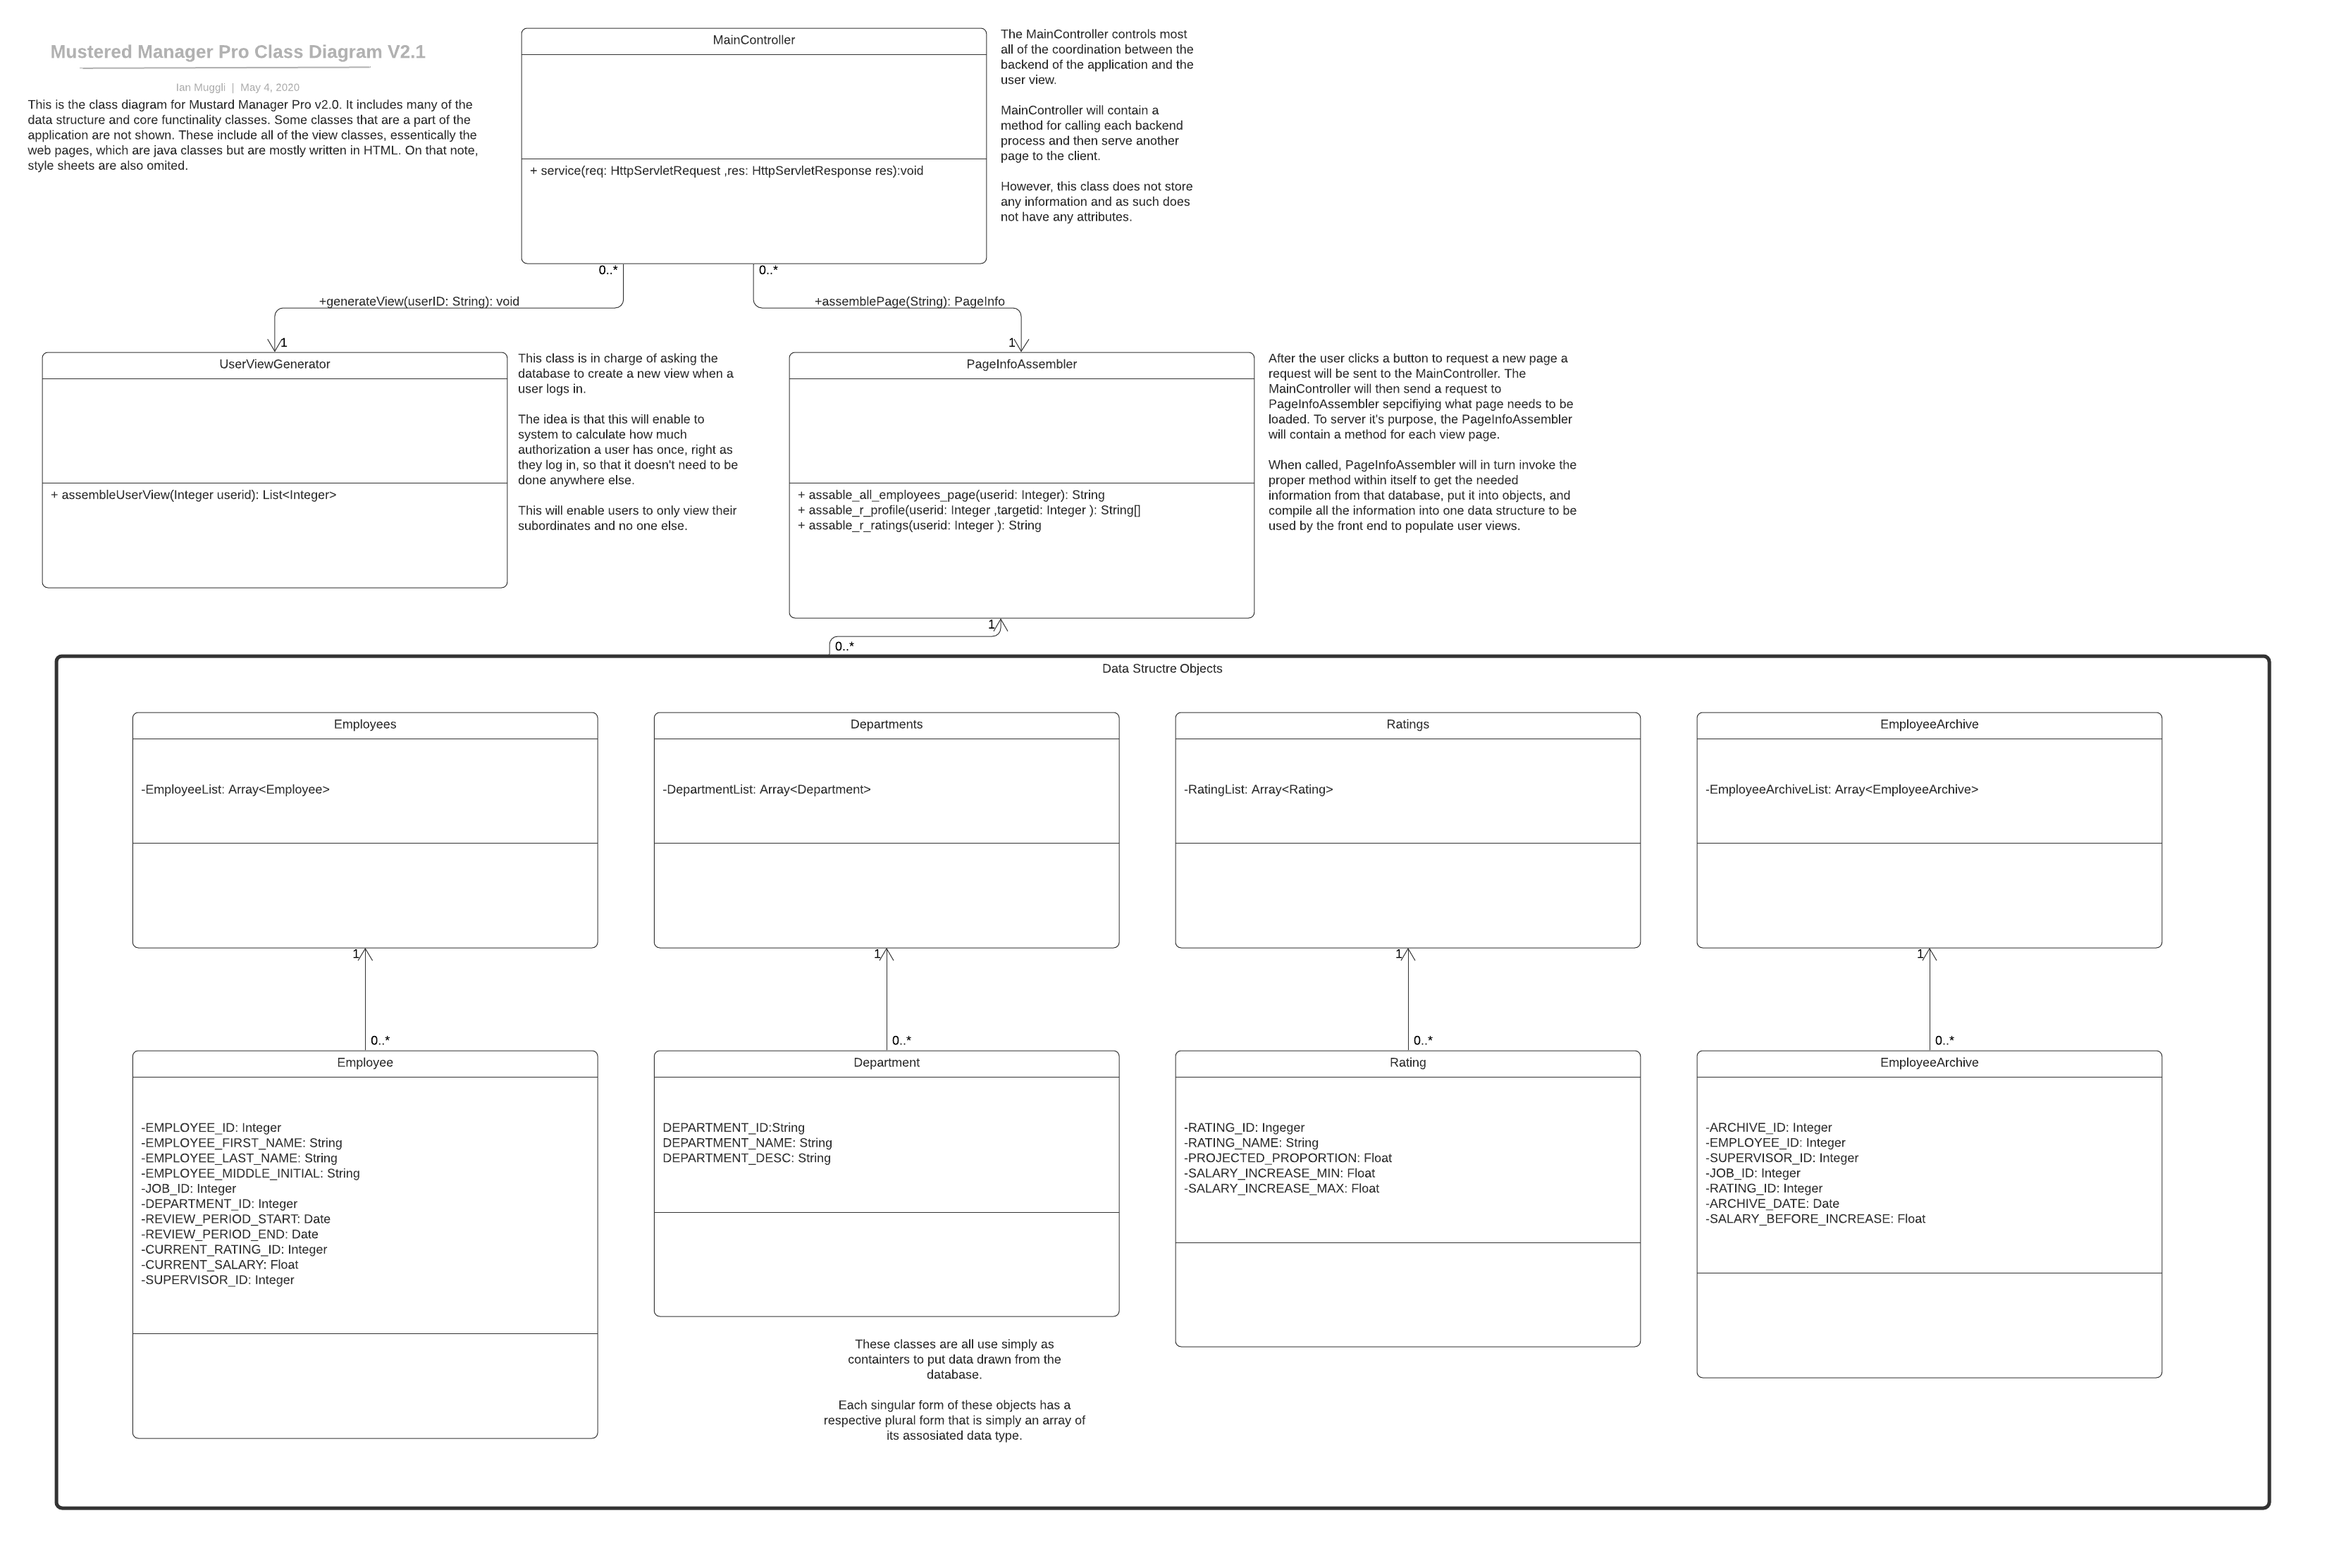 Mustered Manager Pro Class Diagram V2.1
Ian Muggli | May 4, 2020
This is the class diagram for Mustard Manager Pro v2.0. It includes many of the
data structure and core functinality classes. Some classes that are a part of the
application are not shown. These include all of the view classes, essentically the
web pages, which are java classes but are mostly written in HTML. On that note,
style sheets are also omited.
MainController
+ service(req: HttpServletRequest ,res: HttpServletResponse res):void
The MainController controls most
all of the coordination between the
backend of the application and the
user view.
MainController will contain a
method for calling each backend
process and then serve another
page to the client.
However, this class does not store
any information and as such does
not have any attributes.
0..*
0..*
+generateView(userID: String): void
+assemblePage(String): PageInfo
1
1
UserViewGenerator
+ assembleUserView(Integer userid): List<Integer>
This class is in charge of asking the
database to create a new view when a
user logs in.
The idea is that this will enable to
system to calculate how much
authorization a user has once, right as
they log in, so that it doesn't need to be
done anywhere else.
This will enable users to only view their
subordinates and no one else.
PageInfoAssembler
+ assable_all_employees_page(userid: Integer): String
+ assable_r_profile(userid: Integer ,targetid: Integer ): String[]
+ assable_r_ratings(userid: Integer ): String
After the user clicks a button to request a new page a
request will be sent to the MainController. The
MainController will then send a request to
PageInfoAssembler sepcifiying what page needs to be
loaded. To server it's purpose, the PageInfoAssembler
will contain a method for each view page.
When called, PageInfoAssembler will in turn invoke the
proper method within itself to get the needed
information from that database, put it into objects, and
compile all the information into one data structure to be
used by the front end to populate user views.
1
0..*
Data Structre Objects
Employees
-EmployeeList: Array<Employee>
Departments
-DepartmentList: Array<Department>
Ratings
-RatingList: Array<Rating>
EmployeeArchive
-EmployeeArchiveList: Array<EmployeeArchive>
1
1
1
1
0..*
0..*
0..*
0..*
Employee
-EMPLOYEE_ID: Integer
-EMPLOYEE_FIRST_NAME: String
-EMPLOYEE_LAST_NAME: String
-EMPLOYEE_MIDDLE_INITIAL: String
-JOB_ID: Integer
-DEPARTMENT_ID: Integer
-REVIEW_PERIOD_START: Date
-REVIEW_PERIOD_END: Date
-CURRENT_RATING_ID: Integer
-CURRENT_SALARY: Float
-SUPERVISOR_ID: Integer
Department
DEPARTMENT_ID:String
DEPARTMENT_NAME: String
DEPARTMENT_DESC: String
Rating
-RATING_ID: Ingeger
-RATING_NAME: String
-PROJECTED_PROPORTION: Float
-SALARY_INCREASE_MIN: Float
-SALARY_INCREASE_MAX: Float
EmployeeArchive
-ARCHIVE_ID: Integer
-EMPLOYEE_ID: Integer
-SUPERVISOR_ID: Integer
-JOB_ID: Integer
-RATING_ID: Integer
-ARCHIVE_DATE: Date
-SALARY_BEFORE_INCREASE: Float
These classes are all use simply as
containters to put data drawn from the
database.
Each singular form of these objects has a
respective plural form that is simply an array of
its assosiated data type.